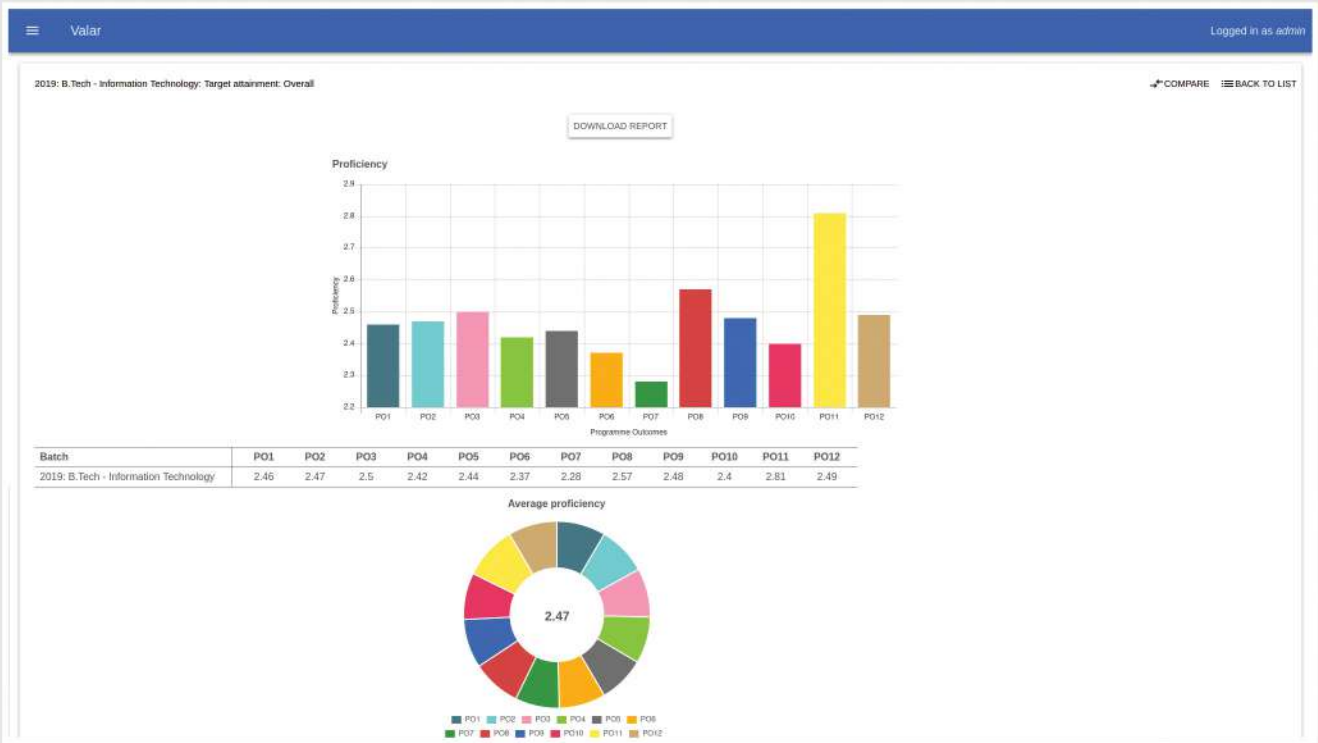 Valar
Logged in as admin
2019: B.Tech - Information Technology: Target attainment: Overall
COMPARE BACK TO LIST
DOWNLOAD REPORT
Proficiency
2.9
2.8
2.7
2.6
2.5
2.4
2.3
2.2
Proficiency
PO1 PO2 PO3 PO4 PO5 PO6 PO7 PO8 PO9 PO10 PO11 PO12
Programme Outcomes
Batch PO1 PO2 PO3 PO4 PO5 PO6 PO7 PO8 PO9 PO10 PO11 PO12
2019: B.Tech - Information Technology 2.46 2.47 2.5 2.42 2.44 2.37 2.28 2.57 2.48 2.4 2.81 2.49
Average proficiency
2.47
PO1 PO2 PO3 PO4 PO5 PO6
PO7 PO8 PO9 PO10 PO11 PO12